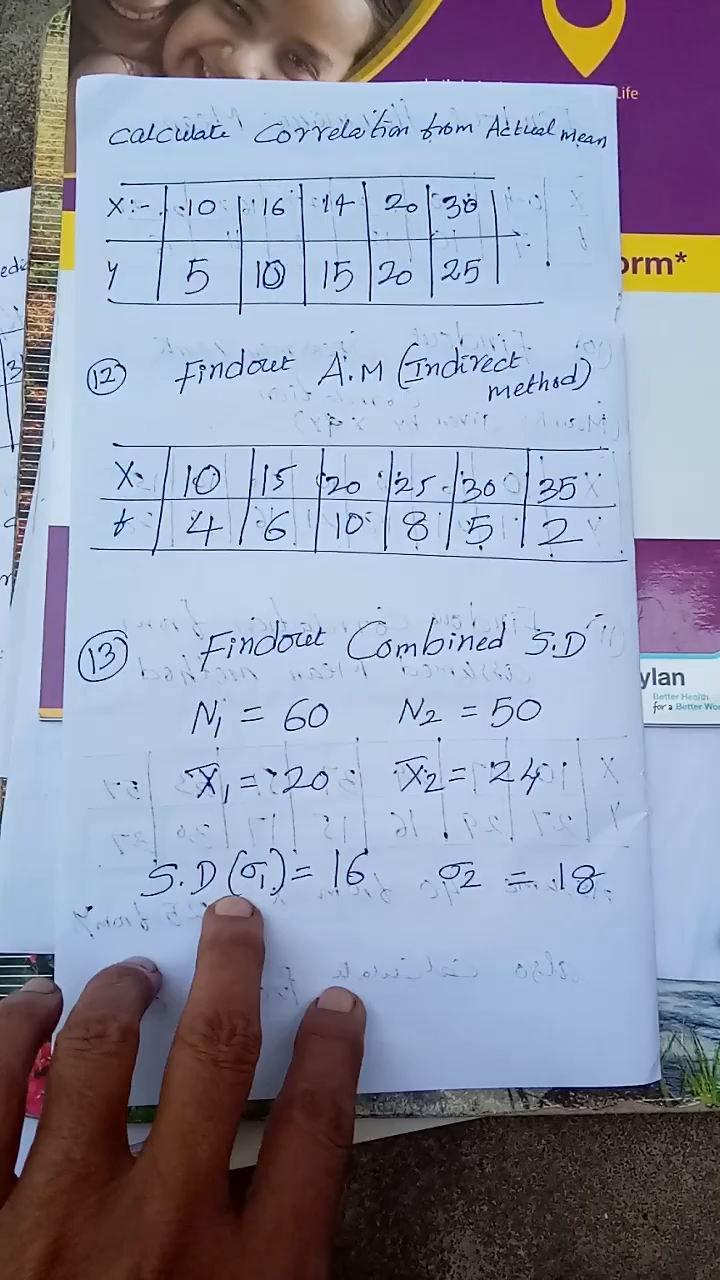 Life
Calculate Correlation from Actual mean
X:- 10 16 14 20 30
Y 5 10 15 20 25
orm*
(12) Findout A.M (Indirect
method)
X 10 15 20 25 30 35
f 4 6 10 8 5 2
(13) Findout Combined S.D
N₁ = 60 N₂ = 50
X̄₁ = 20 X̄₂ = 24
S.D (σ₁) = 16 σ2 = 18
ylan
Better Health
for a Better Wor